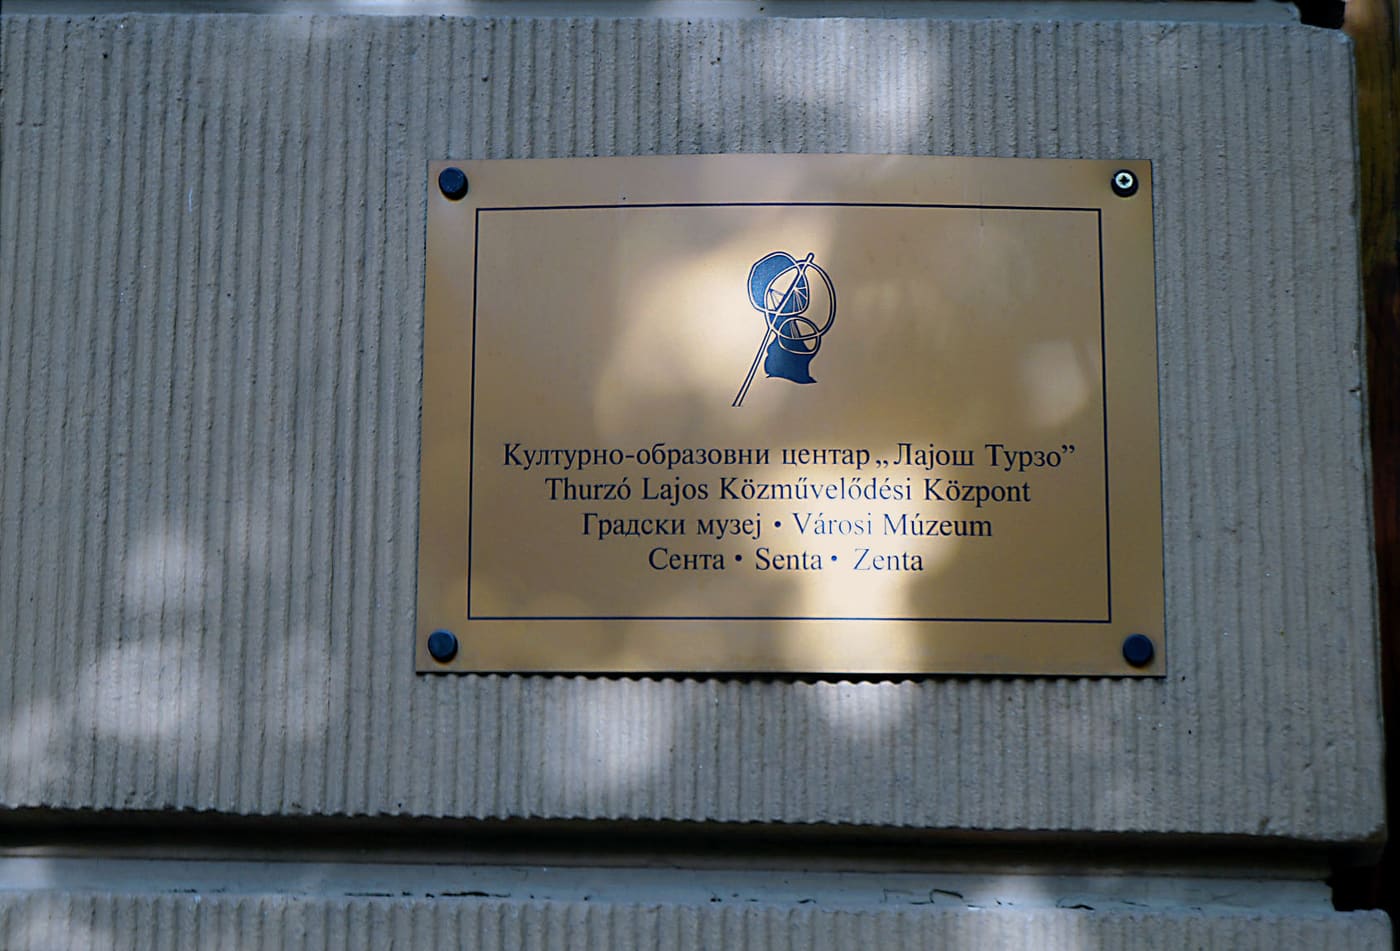 Културно-образовни центар „Лајош Турзо”
Thurzó Lajos Közművelődési Központ
Градски музеј • Városi Múzeum
Сента • Senta • Zenta